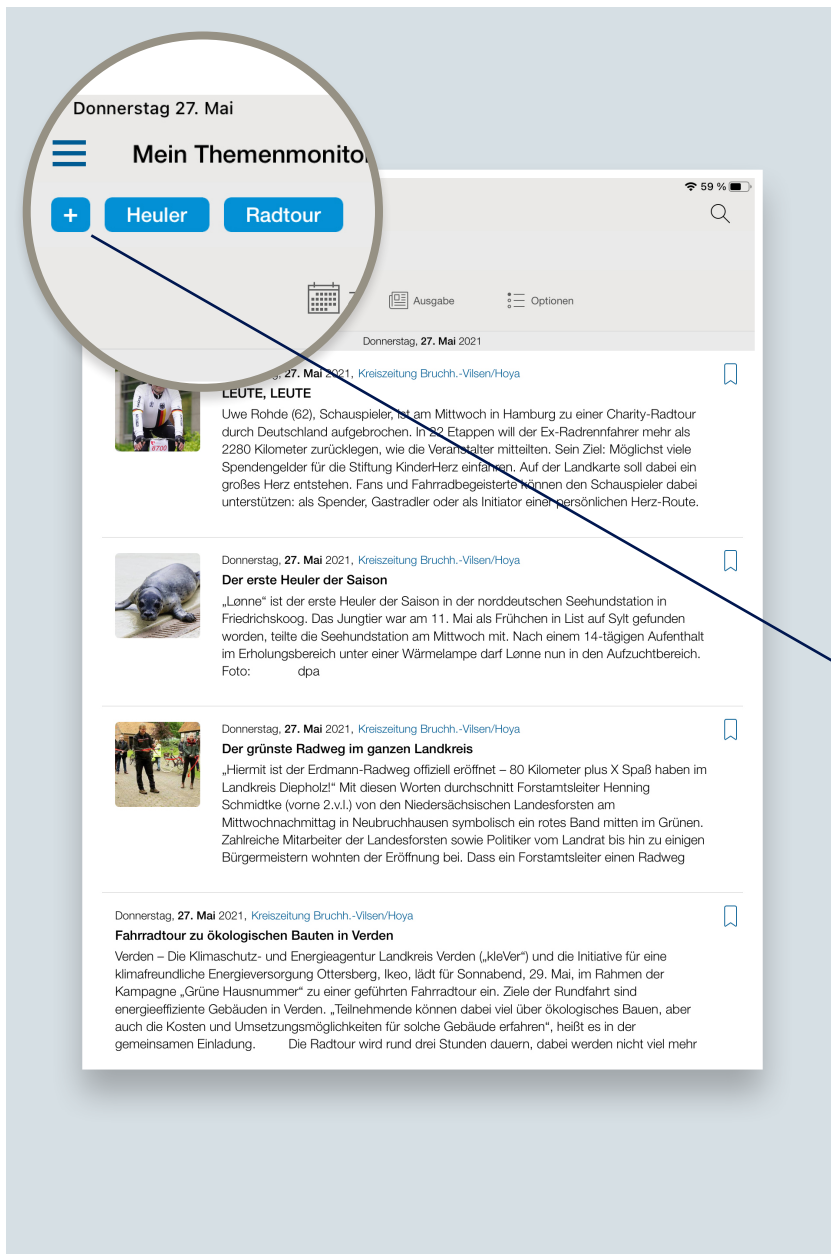 Donnerstag 27. Mai
Mein Themenmonito
59 %
+ Heuler Radtour
Ausgabe Optionen
Donnerstag, 27. Mai 2021
27. Mai 2021, Kreiszeitung Bruchh.-Vilsen/Hoya
LEUTE, LEUTE
Uwe Rohde (62), Schauspieler, ist am Mittwoch in Hamburg zu einer Charity-Radtour
durch Deutschland aufgebrochen. In 22 Etappen will der Ex-Radrennfahrer mehr als
2280 Kilometer zurücklegen, wie die Veranstalter mitteilten. Sein Ziel: Möglichst viele
Spendengelder für die Stiftung KinderHerz einfahren. Auf der Landkarte soll dabei ein
großes Herz entstehen. Fans und Fahrradbegeisterte können den Schauspieler dabei
unterstützen: als Spender, Gastradler oder als Initiator einer persönlichen Herz-Route.
6700
Donnerstag, 27. Mai 2021, Kreiszeitung Bruchh.-Vilsen/Hoya
Der erste Heuler der Saison
„Lønne“ ist der erste Heuler der Saison in der norddeutschen Seehundstation in
Friedrichskoog. Das Jungtier war am 11. Mai als Frühchen in List auf Sylt gefunden
worden, teilte die Seehundstation am Mittwoch mit. Nach einem 14-tägigen Aufenthalt
im Erholungsbereich unter einer Wärmelampe darf Lønne nun in den Aufzuchtbereich.
Foto: dpa
Donnerstag, 27. Mai 2021, Kreiszeitung Bruchh.-Vilsen/Hoya
Der grünste Radweg im ganzen Landkreis
„Hiermit ist der Erdmann-Radweg offiziell eröffnet – 80 Kilometer plus X Spaß haben im
Landkreis Diepholz!“ Mit diesen Worten durchschnitt Forstamtsleiter Henning
Schmidtke (vorne 2.v.l.) von den Niedersächsischen Landesforsten am
Mittwochnachmittag in Neubruchhausen symbolisch ein rotes Band mitten im Grünen.
Zahlreiche Mitarbeiter der Landesforsten sowie Politiker vom Landrat bis hin zu einigen
Bürgermeistern wohnten der Eröffnung bei. Dass ein Forstamtsleiter einen Radweg
Donnerstag, 27. Mai 2021, Kreiszeitung Bruchh.-Vilsen/Hoya
Fahrradtour zu ökologischen Bauten in Verden
Verden – Die Klimaschutz- und Energieagentur Landkreis Verden („kleVer“) und die Initiative für eine
klimafreundliche Energieversorgung Ottersberg, Ikeo, lädt für Sonnabend, 29. Mai, im Rahmen der
Kampagne „Grüne Hausnummer“ zu einer geführten Fahrradtour ein. Ziele der Rundfahrt sind
energieeffiziente Gebäuden in Verden. „Teilnehmende können dabei viel über ökologisches Bauen, aber
auch die Kosten und Umsetzungsmöglichkeiten für solche Gebäude erfahren“, heißt es in der
gemeinsamen Einladung. Die Radtour wird rund drei Stunden dauern, dabei werden nicht viel mehr